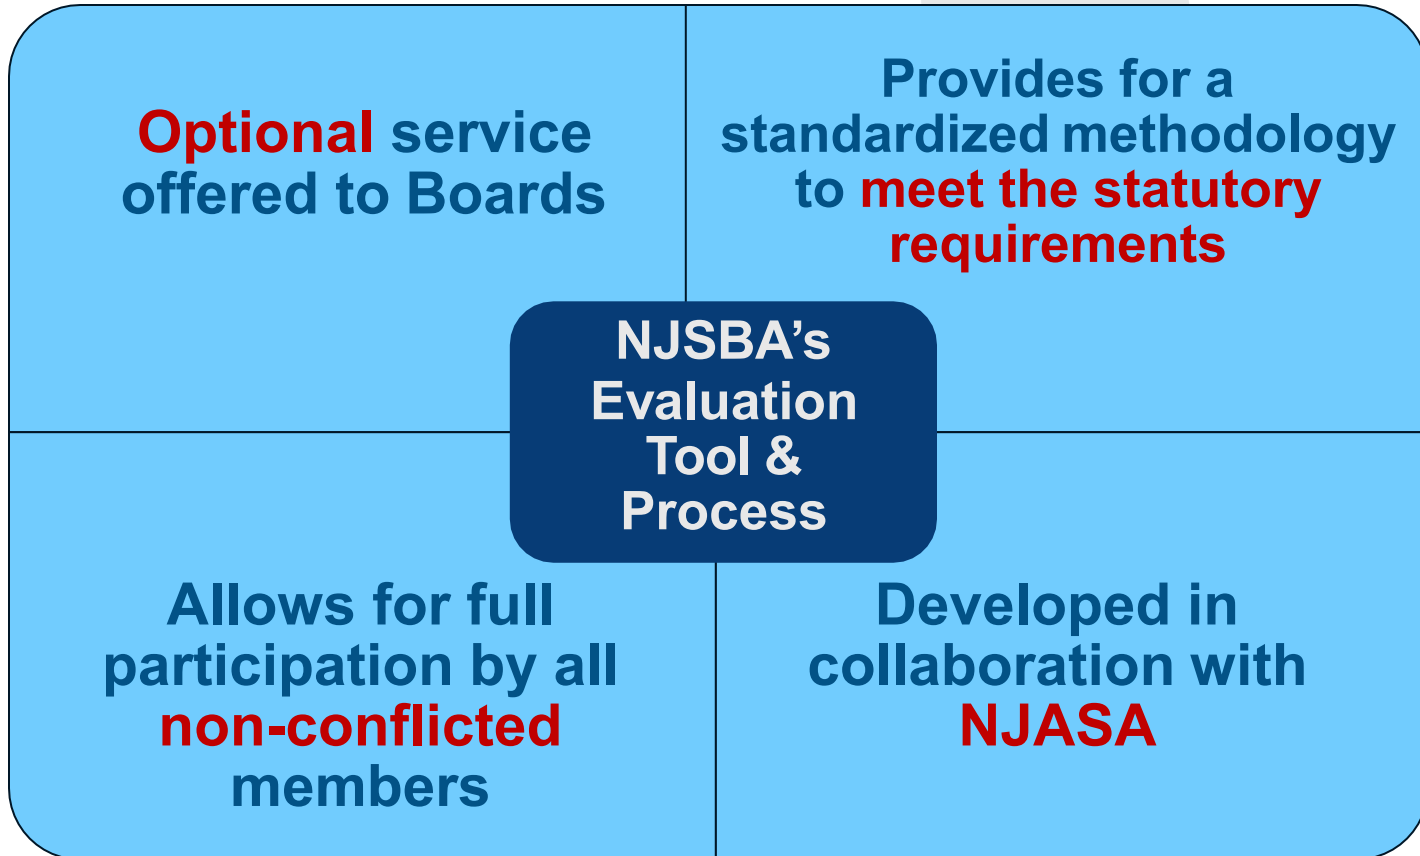 Optional service
offered to Boards
Provides for a
standardized methodology
to meet the statutory
requirements
NJSBA’s
Evaluation
Tool &
Process
Allows for full
participation by all
non-conflicted
members
Developed in
collaboration with
NJASA